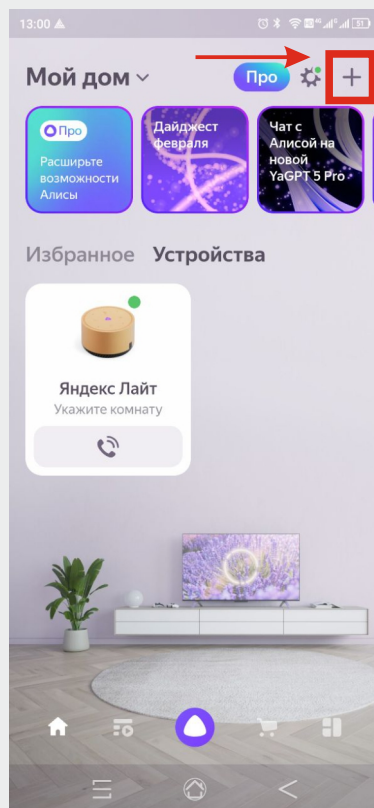 13:00
51
Мой дом
Про
Про
Расширьте
возможности
Алисы
Дайджест
февраля
Чат с
Алисой на
новой
YaGPT 5 Pro
Избранное Устройства
Яндекс Лайт
Укажите комнату